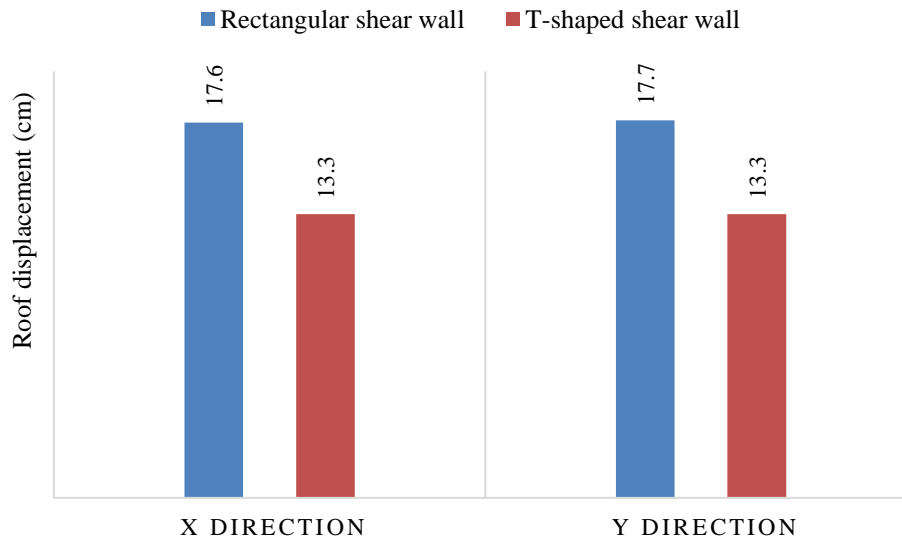 Rectangular shear wall
T-shaped shear wall
Roof displacement (cm)
17.6
13.3
17.7
13.3
X DIRECTION
Y DIRECTION